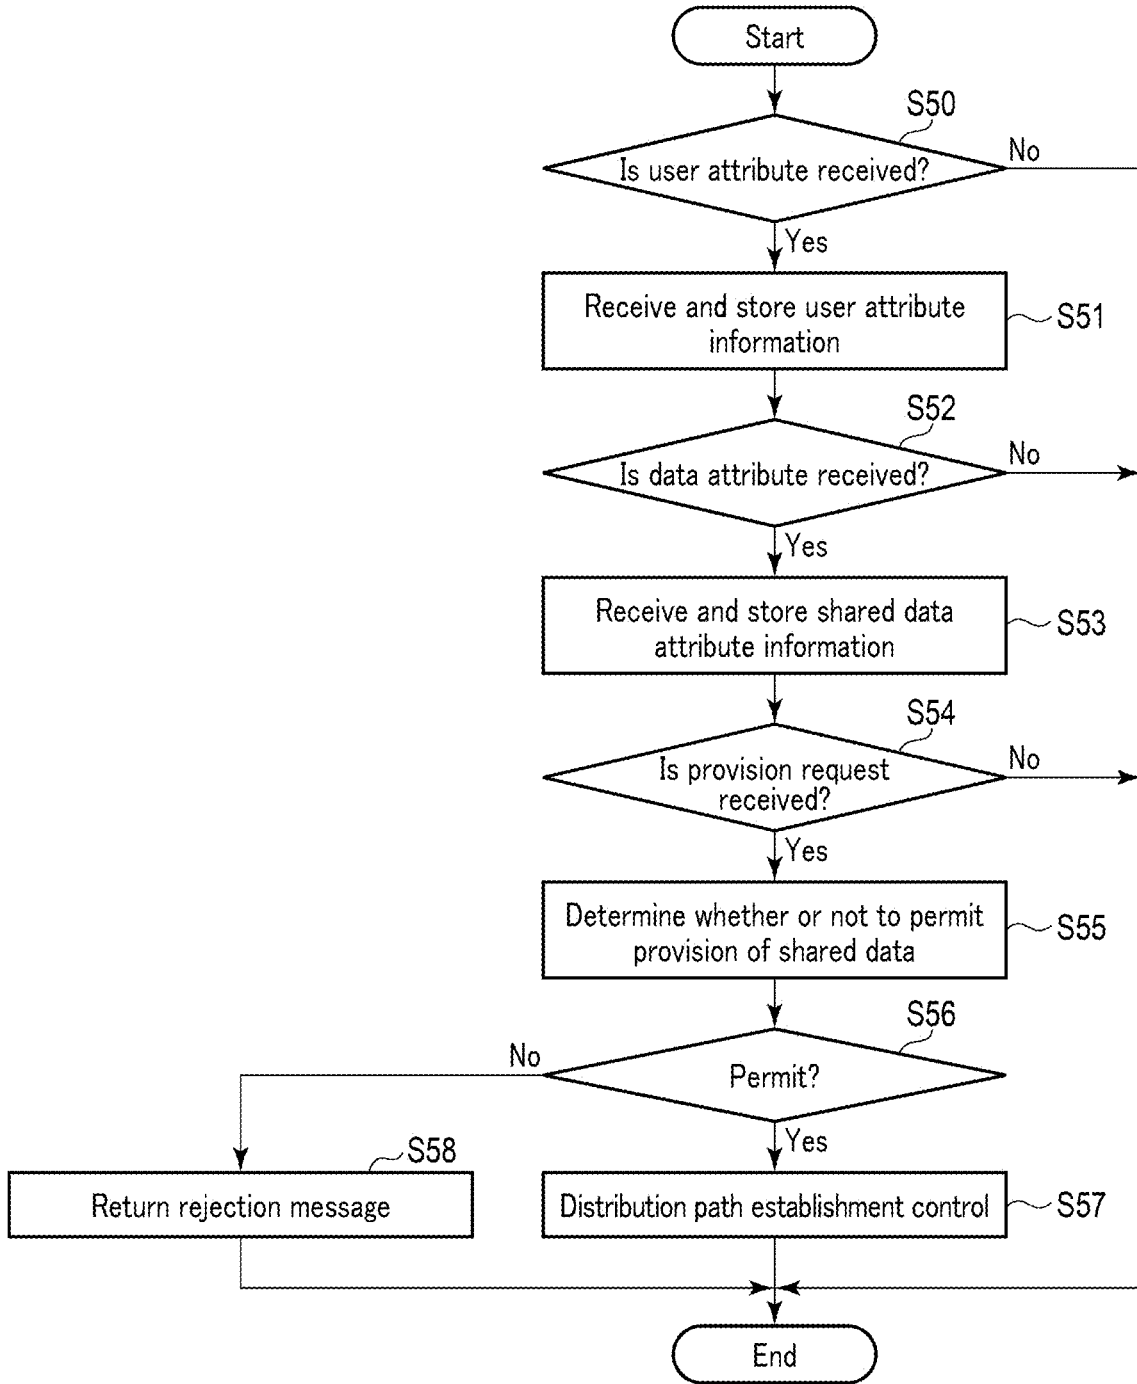 Start
S50
Is user attribute received?
No
Yes
Receive and store user attribute
information
S51
S52
Is data attribute received?
No
Yes
Receive and store shared data
attribute information
S53
S54
Is provision request
received?
No
Yes
Determine whether or not to permit
provision of shared data
S55
S56
Permit?
No
Yes
S58
Return rejection message
Distribution path establishment control
S57
End